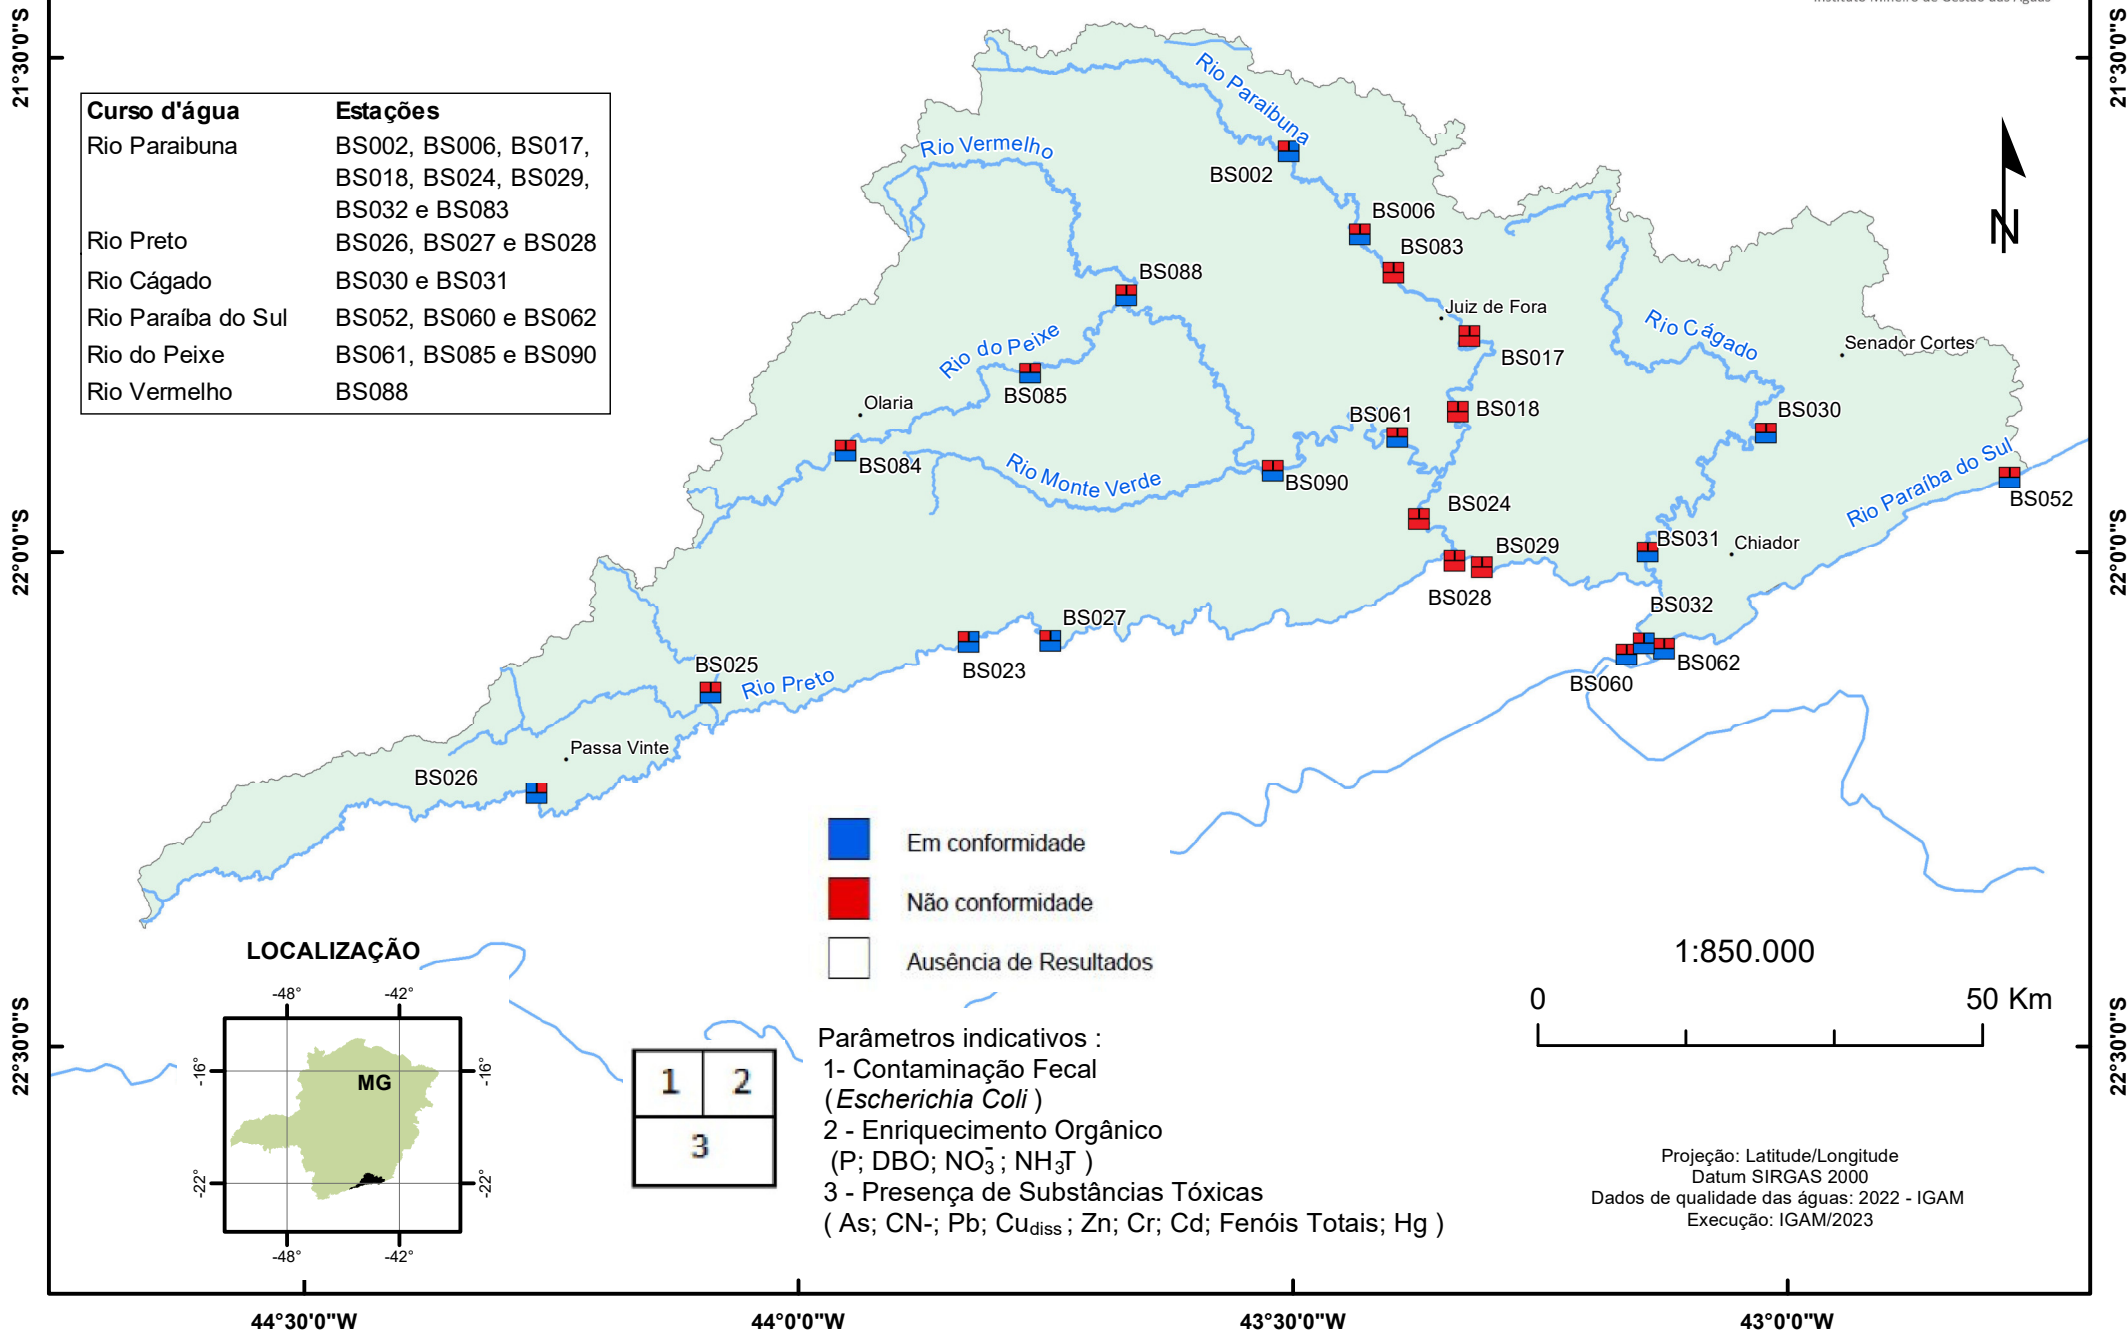 Instituto Mineiro de Gestão das Águas
21°30'0"S
21°30'0"S
Curso d'água Estações
Rio Paraibuna BS002, BS006, BS017,
BS018, BS024, BS029,
BS032 e BS083
Rio Preto BS026, BS027 e BS028
Rio Cágado BS030 e BS031
Rio Paraíba do Sul BS052, BS060 e BS062
Rio do Peixe BS061, BS085 e BS090
Rio Vermelho BS088
Rio Paraibuna
Rio Vermelho
BS002
N
BS006
BS083
BS088
Juiz de Fora
Rio Cágado
Senador Cortes
Rio do Peixe
BS017
BS085
Olaria
BS061
BS018
BS030
BS084
Rio Monte Verde
BS090
Rio Paraíba do Sul
BS052
BS024
22°0'0"S
22°0'0"S
BS029
BS031
Chiador
BS028
BS032
BS027
BS023
BS025
Rio Preto
BS062
BS060
Passa Vinte
BS026
Em conformidade
Não conformidade
Ausência de Resultados
LOCALIZAÇÃO
-48° -42°
-16° -16°
MG
-22° -22°
-48° -42°
1:850.000
0 50 Km
22°30'0"S
22°30'0"S
1 2
3
Parâmetros indicativos :
1- Contaminação Fecal
(Escherichia Coli )
2 - Enriquecimento Orgânico
(P; DBO; NO₃⁻; NH₃T )
3 - Presença de Substâncias Tóxicas
( As; CN-; Pb; Cudiss ; Zn; Cr; Cd; Fenóis Totais; Hg )
Projeção: Latitude/Longitude
Datum SIRGAS 2000
Dados de qualidade das águas: 2022 - IGAM
Execução: IGAM/2023
44°30'0"W 44°0'0"W 43°30'0"W 43°0'0"W